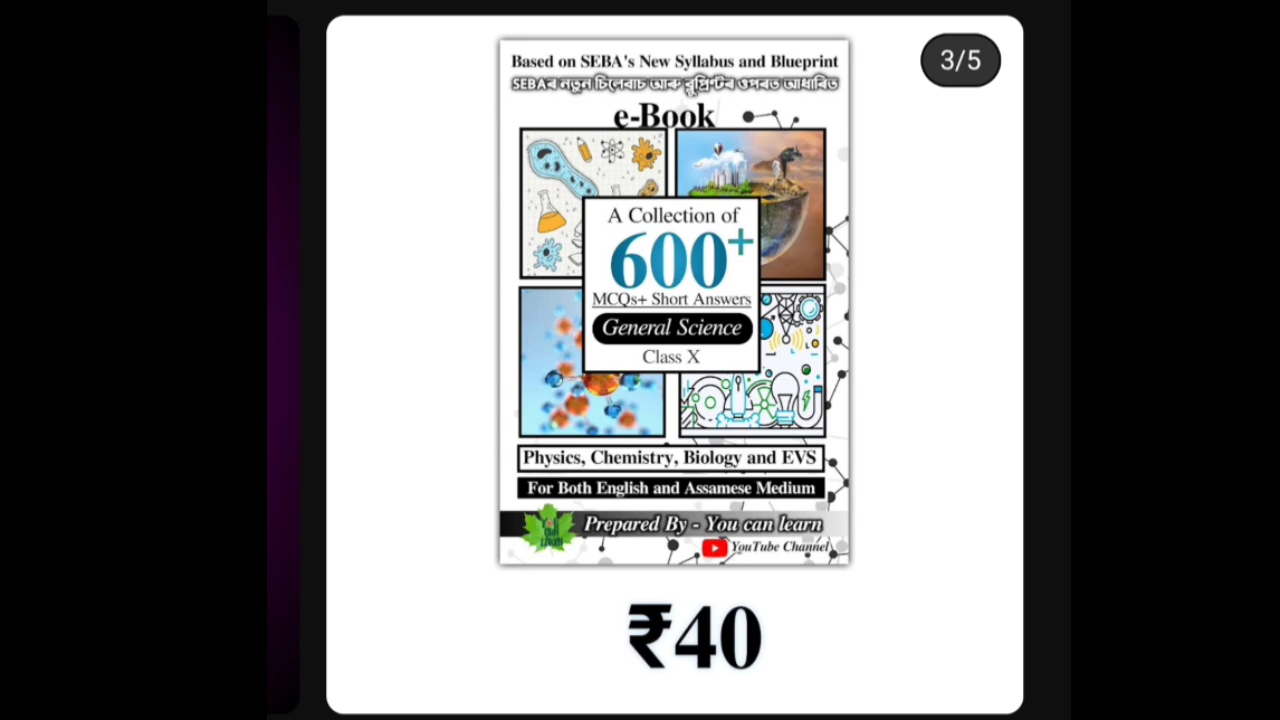 3/5
Based on SEBA's New Syllabus and Blueprint
SEBAৰ নতুন চিলেবাচ আৰু ব্লুপ্ৰিণ্টৰ ওপৰত আধাৰিত
e-Book
A Collection of
600+
MCQs+ Short Answers
General Science
Class X
Physics, Chemistry, Biology and EVS
For Both English and Assamese Medium
Prepared By - You can learn
YouTube Channel
₹40